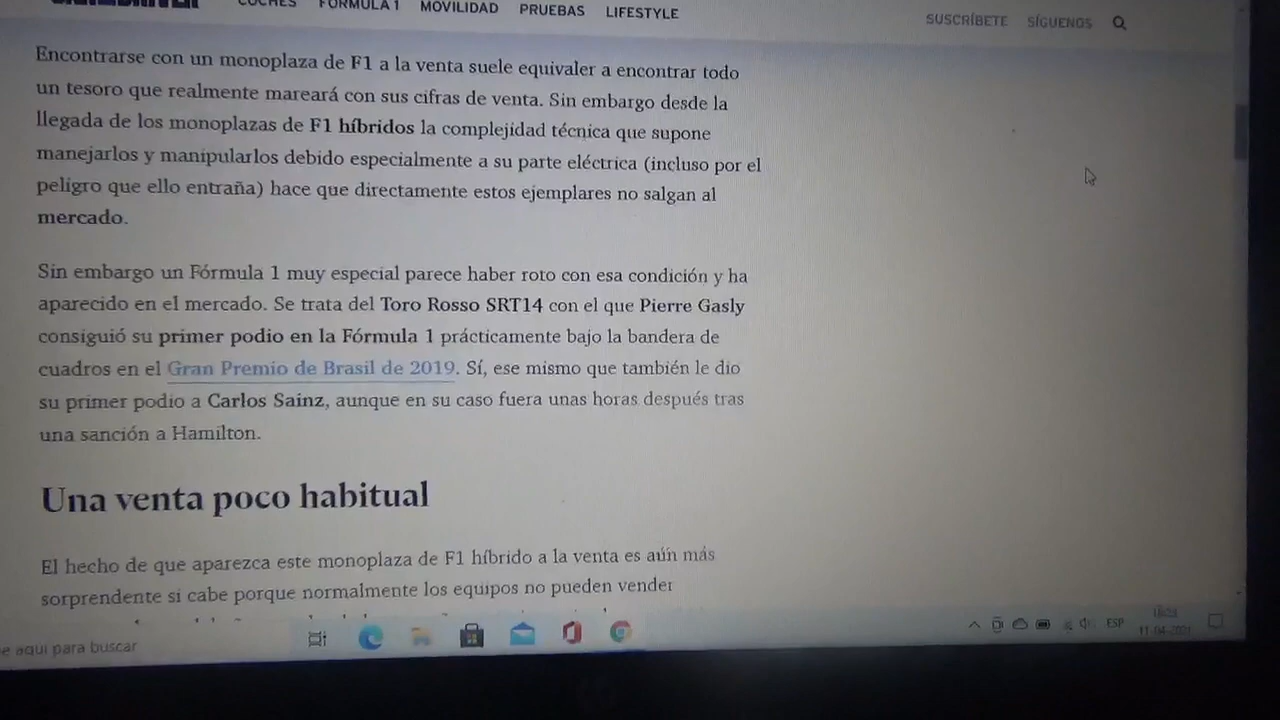 COCHES FÓRMULA 1 MOVILIDAD PRUEBAS LIFESTYLE SUSCRÍBETE SÍGUENOS
Encontrarse con un monoplaza de F1 a la venta suele equivaler a encontrar todo
un tesoro que realmente mareará con sus cifras de venta. Sin embargo desde la
llegada de los monoplazas de F1 híbridos la complejidad técnica que supone
manejarlos y manipularlos debido especialmente a su parte eléctrica (incluso por el
peligro que ello entraña) hace que directamente estos ejemplares no salgan al
mercado.
Sin embargo un Fórmula 1 muy especial parece haber roto con esa condición y ha
aparecido en el mercado. Se trata del Toro Rosso SRT14 con el que Pierre Gasly
consiguió su primer podio en la Fórmula 1 prácticamente bajo la bandera de
cuadros en el Gran Premio de Brasil de 2019. Sí, ese mismo que también le dio
su primer podio a Carlos Sainz, aunque en su caso fuera unas horas después tras
una sanción a Hamilton.
Una venta poco habitual
El hecho de que aparezca este monoplaza de F1 híbrido a la venta es aún más
sorprendente si cabe porque normalmente los equipos no pueden vender
e aquí para buscar
ESP
11-04-2021